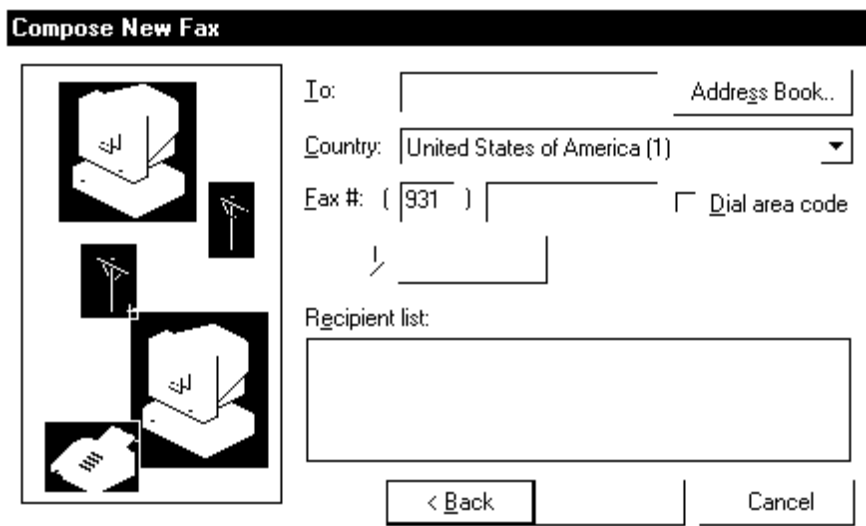 Compose New Fax
To:
Address Book..
Country: United States of America (1)
Fax #: ( 931 ) Dial area code
Recipient list:
< Back Cancel